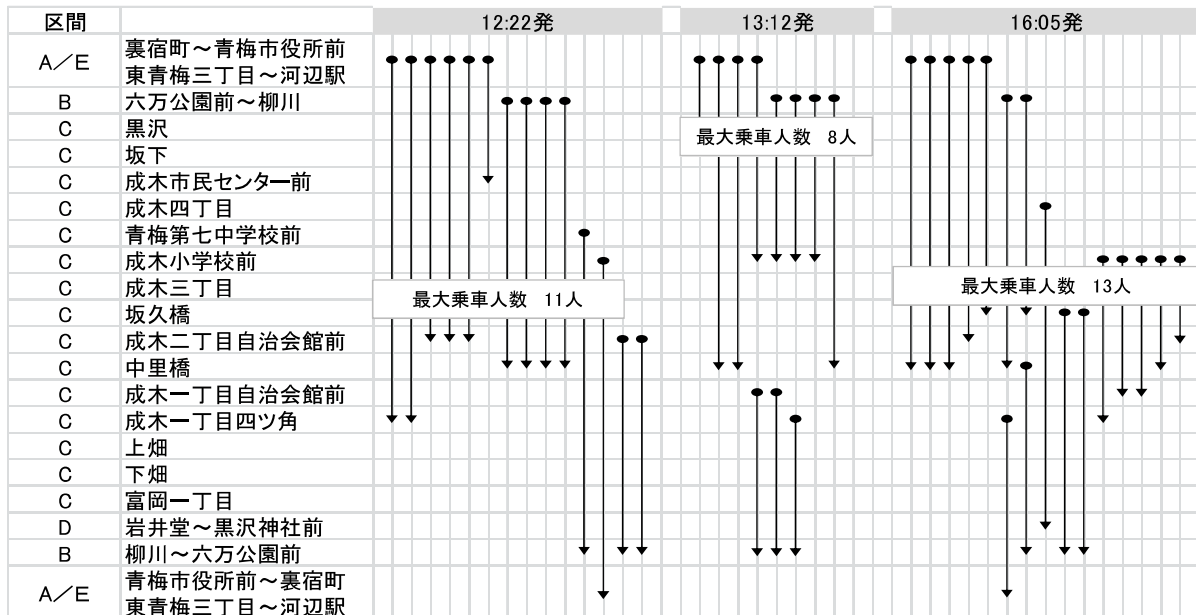 区間 12:22発 13:12発 16:05発
A／E 裏宿町～青梅市役所前
東青梅三丁目～河辺駅
B 六万公園前～柳川
C 黒沢
最大乗車人数 8人
C 坂下
C 成木市民センター前
C 成木四丁目
C 青梅第七中学校前
C 成木小学校前
C 成木三丁目
最大乗車人数 11人
最大乗車人数 13人
C 坂久橋
C 成木二丁目自治会館前
C 中里橋
C 成木一丁目自治会館前
C 成木一丁目四ツ角
C 上畑
C 下畑
C 富岡一丁目
D 岩井堂～黒沢神社前
B 柳川～六万公園前
A／E 青梅市役所前～裏宿町
東青梅三丁目～河辺駅